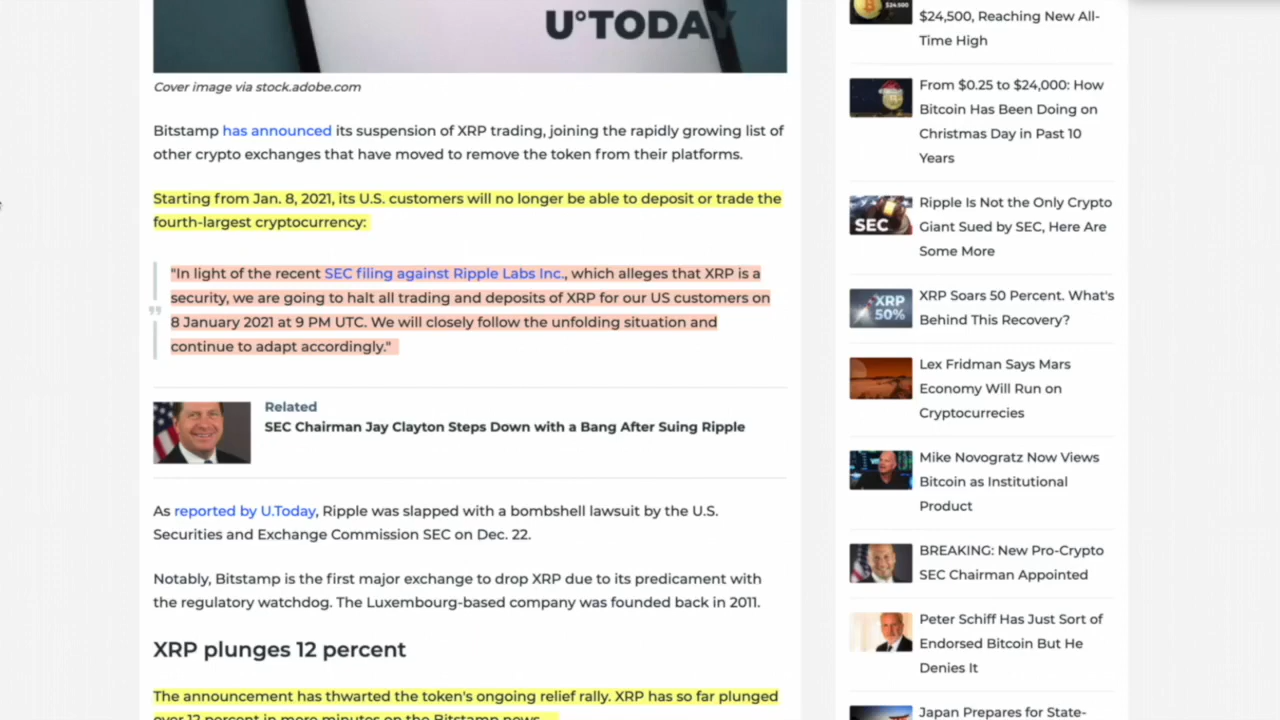 U°TODAY
Cover image via stock.adobe.com
Bitstamp has announced its suspension of XRP trading, joining the rapidly growing list of
other crypto exchanges that have moved to remove the token from their platforms.
Starting from Jan. 8, 2021, its U.S. customers will no longer be able to deposit or trade the
fourth-largest cryptocurrency:
"In light of the recent SEC filing against Ripple Labs Inc., which alleges that XRP is a
security, we are going to halt all trading and deposits of XRP for our US customers on
8 January 2021 at 9 PM UTC. We will closely follow the unfolding situation and
continue to adapt accordingly."
Related
SEC Chairman Jay Clayton Steps Down with a Bang After Suing Ripple
As reported by U.Today, Ripple was slapped with a bombshell lawsuit by the U.S.
Securities and Exchange Commission SEC on Dec. 22.
Notably, Bitstamp is the first major exchange to drop XRP due to its predicament with
the regulatory watchdog. The Luxembourg-based company was founded back in 2011.
XRP plunges 12 percent
The announcement has thwarted the token's ongoing relief rally. XRP has so far plunged
over 12 percent in mere minutes on the Bitstamp news.
$24,500
$24,500, Reaching New All-
Time High
From $0.25 to $24,000: How
Bitcoin Has Been Doing on
Christmas Day in Past 10
Years
SEC
Ripple Is Not the Only Crypto
Giant Sued by SEC, Here Are
Some More
XRP
50%
XRP Soars 50 Percent. What's
Behind This Recovery?
Lex Fridman Says Mars
Economy Will Run on
Cryptocurrecies
Mike Novogratz Now Views
Bitcoin as Institutional
Product
BREAKING: New Pro-Crypto
SEC Chairman Appointed
Peter Schiff Has Just Sort of
Endorsed Bitcoin But He
Denies It
Japan Prepares for State-